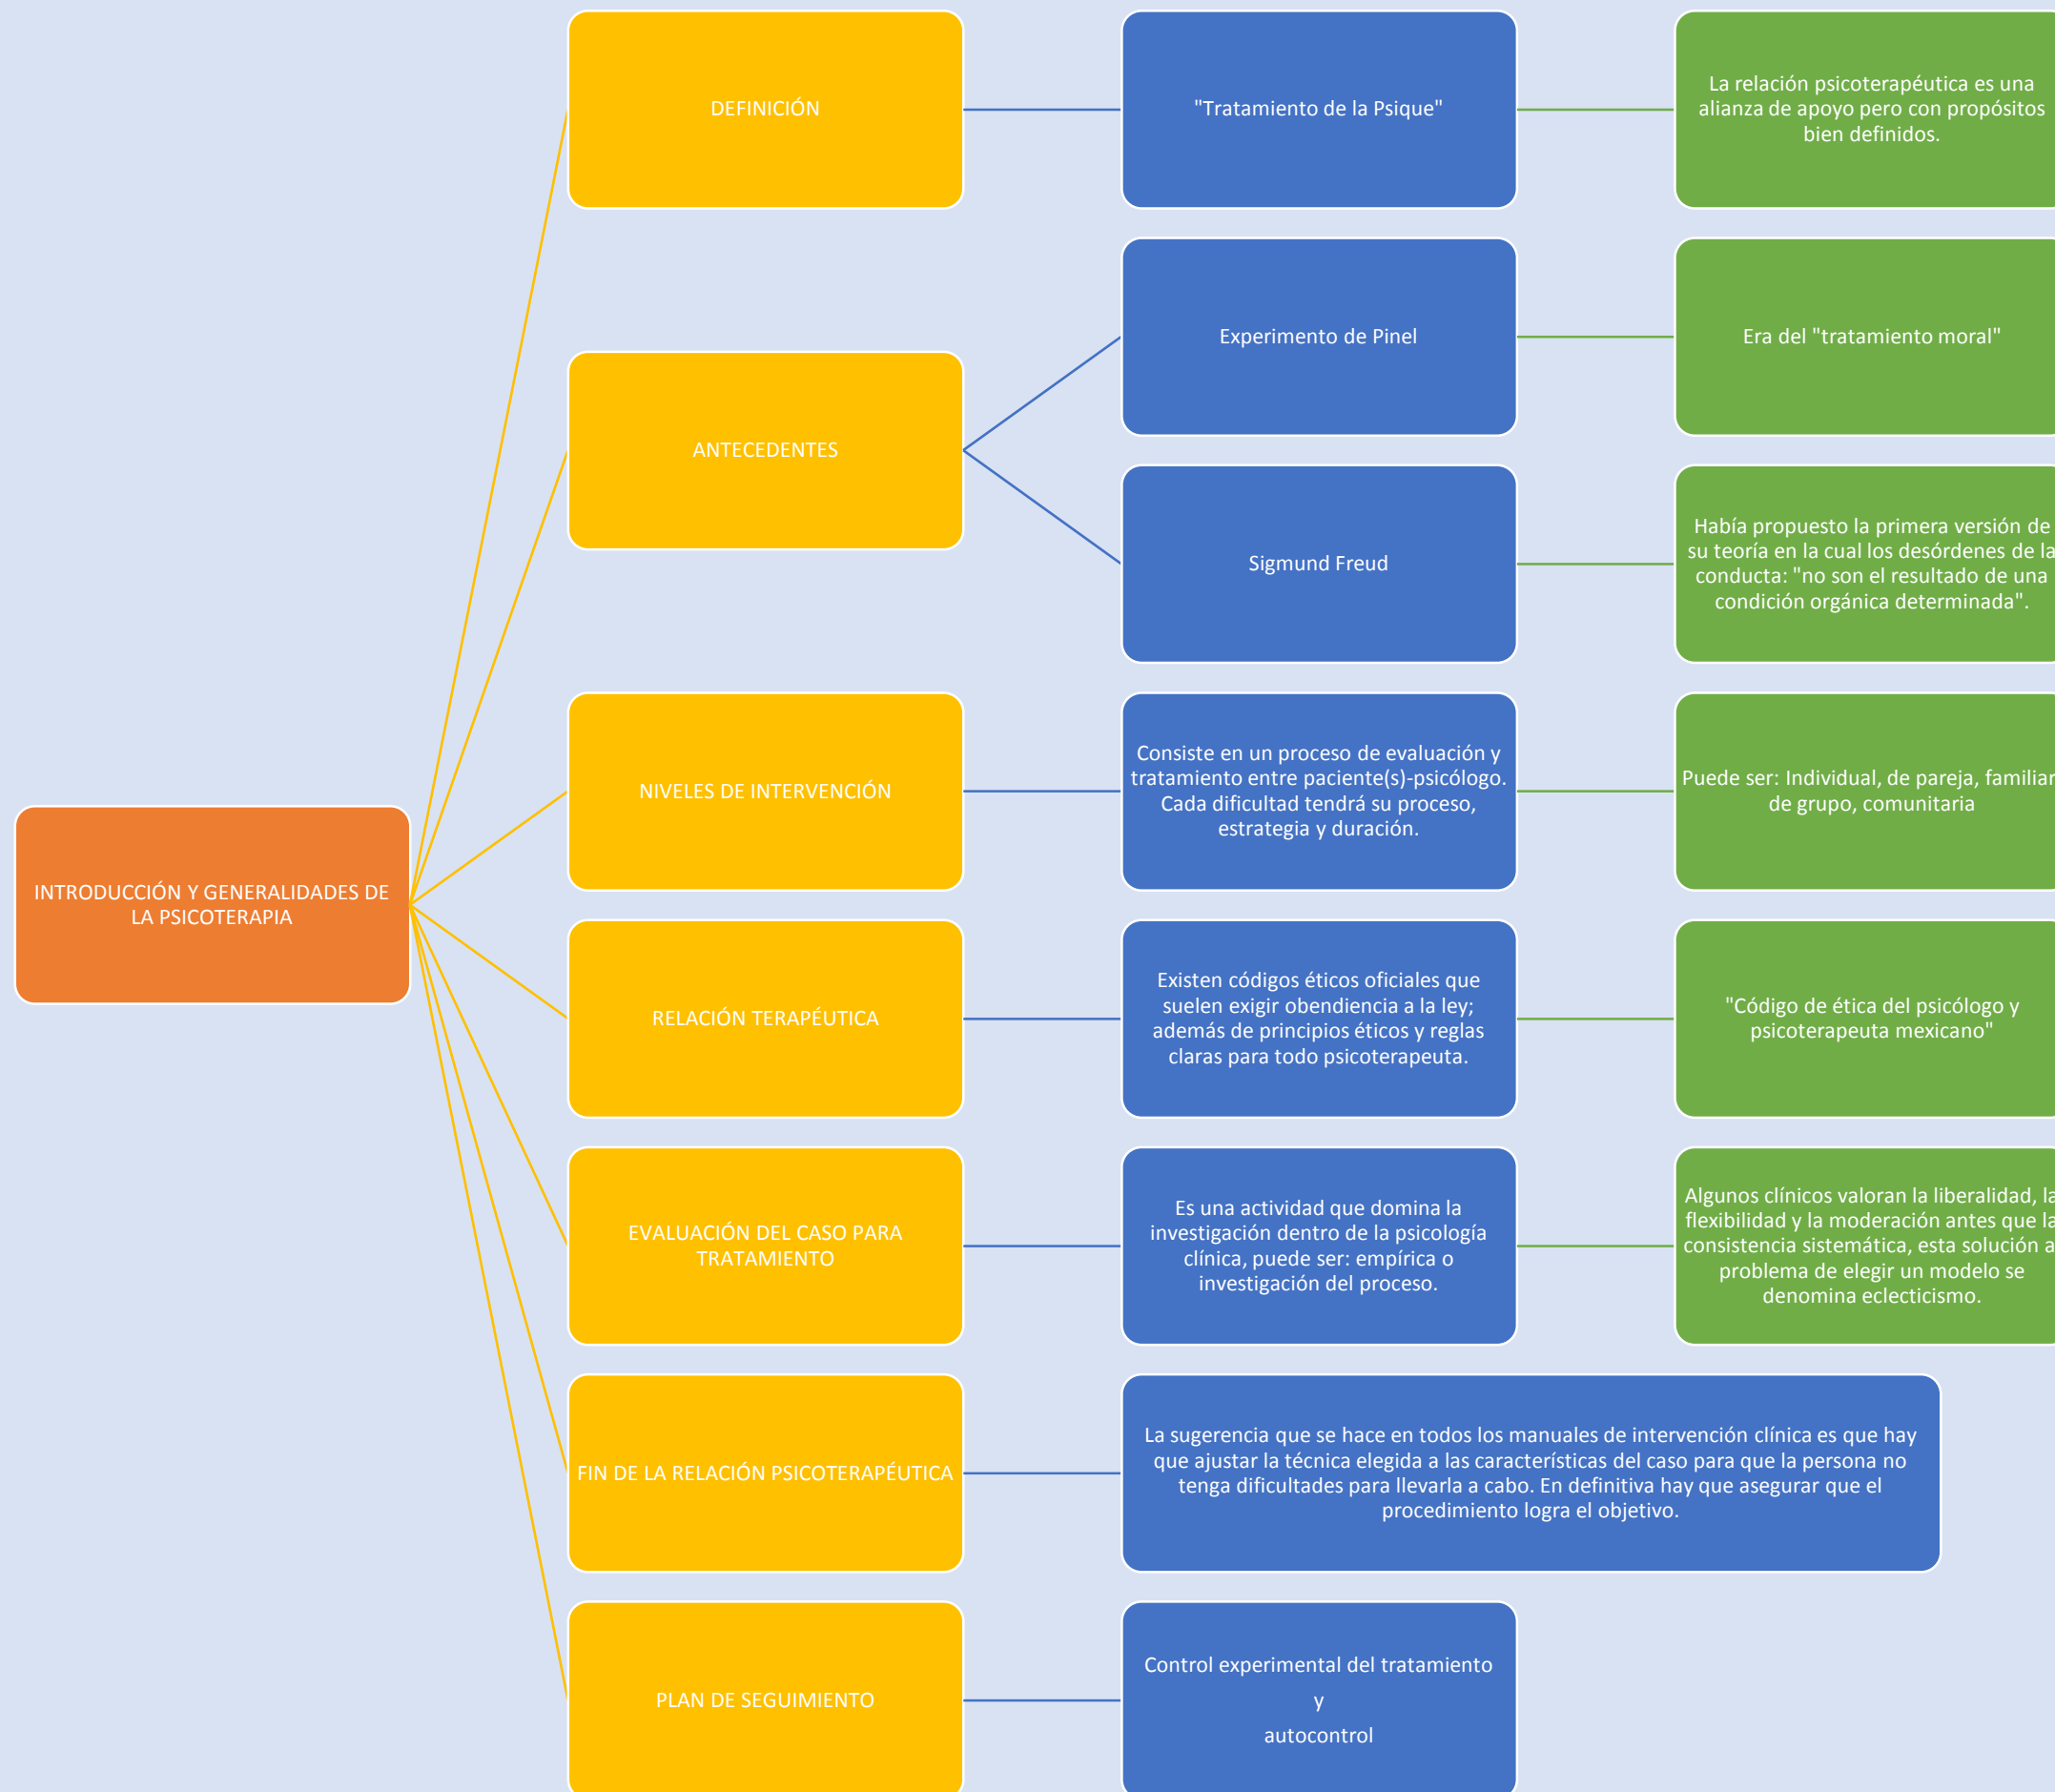 INTRODUCCIÓN Y GENERALIDADES DE
LA PSICOTERAPIA
DEFINICIÓN
"Tratamiento de la Psique"
La relación psicoterapéutica es una
alianza de apoyo pero con propósitos
bien definidos.
ANTECEDENTES
Experimento de Pinel
Era del "tratamiento moral"
Sigmund Freud
Había propuesto la primera versión de
su teoría en la cual los desórdenes de la
conducta: "no son el resultado de una
condición orgánica determinada".
NIVELES DE INTERVENCIÓN
Consiste en un proceso de evaluación y
tratamiento entre paciente(s)-psicólogo.
Cada dificultad tendrá su proceso,
estrategia y duración.
Puede ser: Individual, de pareja, familiar
de grupo, comunitaria
RELACIÓN TERAPÉUTICA
Existen códigos éticos oficiales que
suelen exigir obendiencia a la ley;
además de principios éticos y reglas
claras para todo psicoterapeuta.
"Código de ética del psicólogo y
psicoterapeuta mexicano"
EVALUACIÓN DEL CASO PARA
TRATAMIENTO
Es una actividad que domina la
investigación dentro de la psicología
clínica, puede ser: empírica o
investigación del proceso.
Algunos clínicos valoran la liberalidad, la
flexibilidad y la moderación antes que la
consistencia sistemática, esta solución a
problema de elegir un modelo se
denomina eclecticismo.
FIN DE LA RELACIÓN PSICOTERAPÉUTICA
La sugerencia que se hace en todos los manuales de intervención clínica es que hay
que ajustar la técnica elegida a las características del caso para que la persona no
tenga dificultades para llevarla a cabo. En definitiva hay que asegurar que el
procedimiento logra el objetivo.
PLAN DE SEGUIMIENTO
Control experimental del tratamiento
y
autocontrol